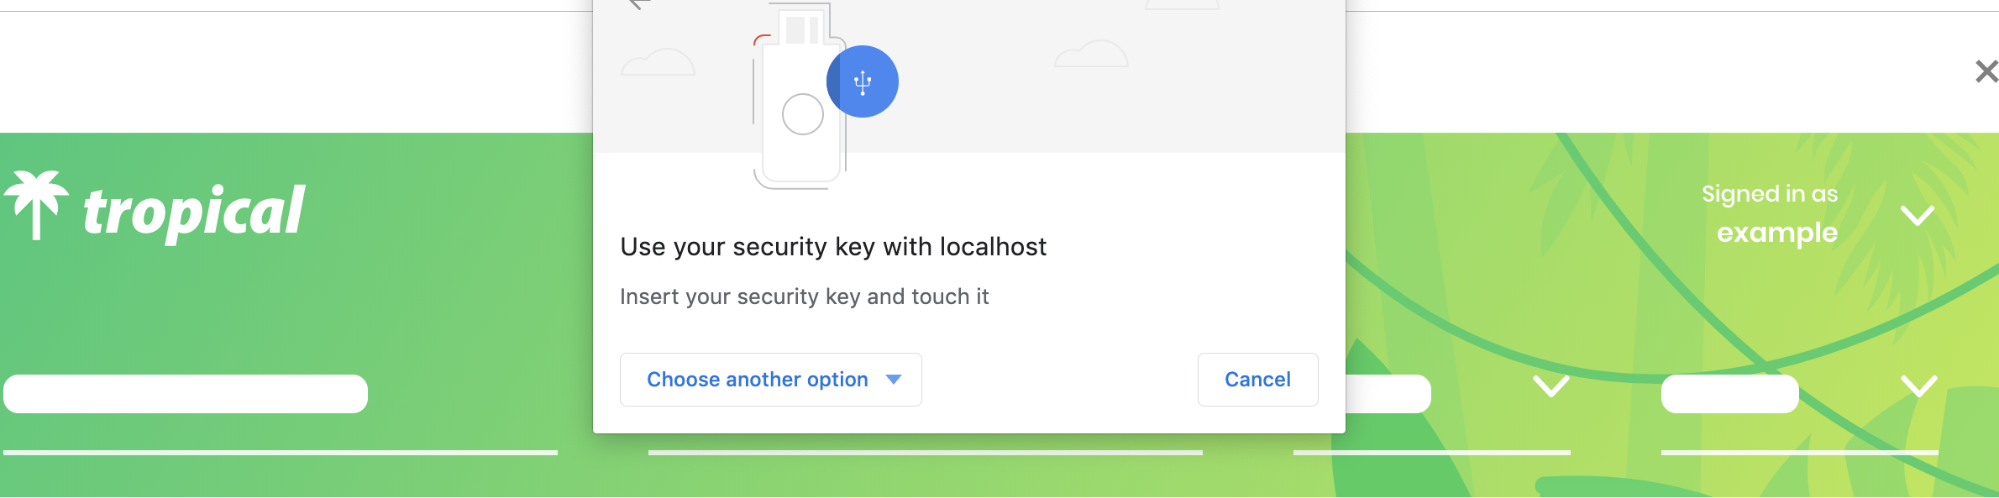 tropical
Signed in as
example
Use your security key with localhost
Insert your security key and touch it
Choose another option
Cancel